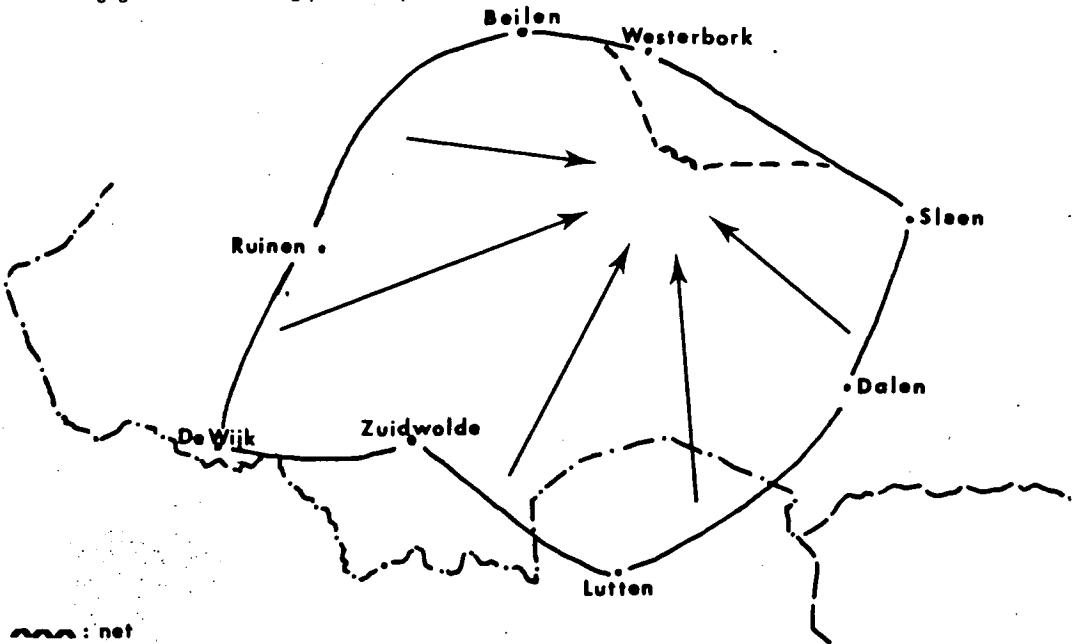 Beilen
Westerbork
Sleen
Ruinen
Dalen
Zuidwolde
De Wijk
Lutten
: net